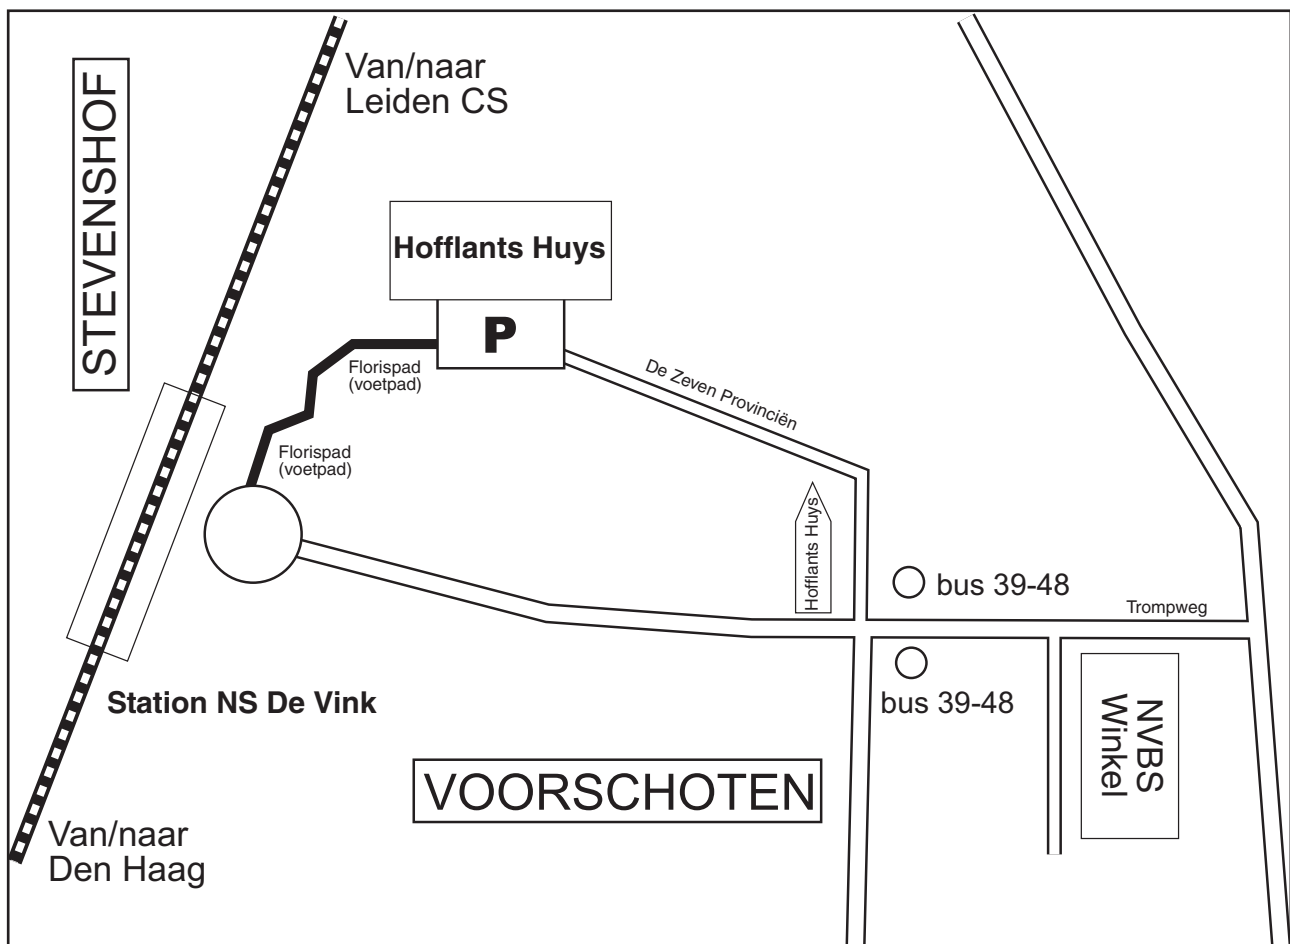 Van/naar
Leiden CS
STEVENSHOF
Hofflants Huys
P
Florispad
(voetpad)
De Zeven Provinciën
Florispad
(voetpad)
Hofflants Huys
bus 39-48
Trompweg
Station NS De Vink
bus 39-48
NVBS
Winkel
VOORSCHOTEN
Van/naar
Den Haag